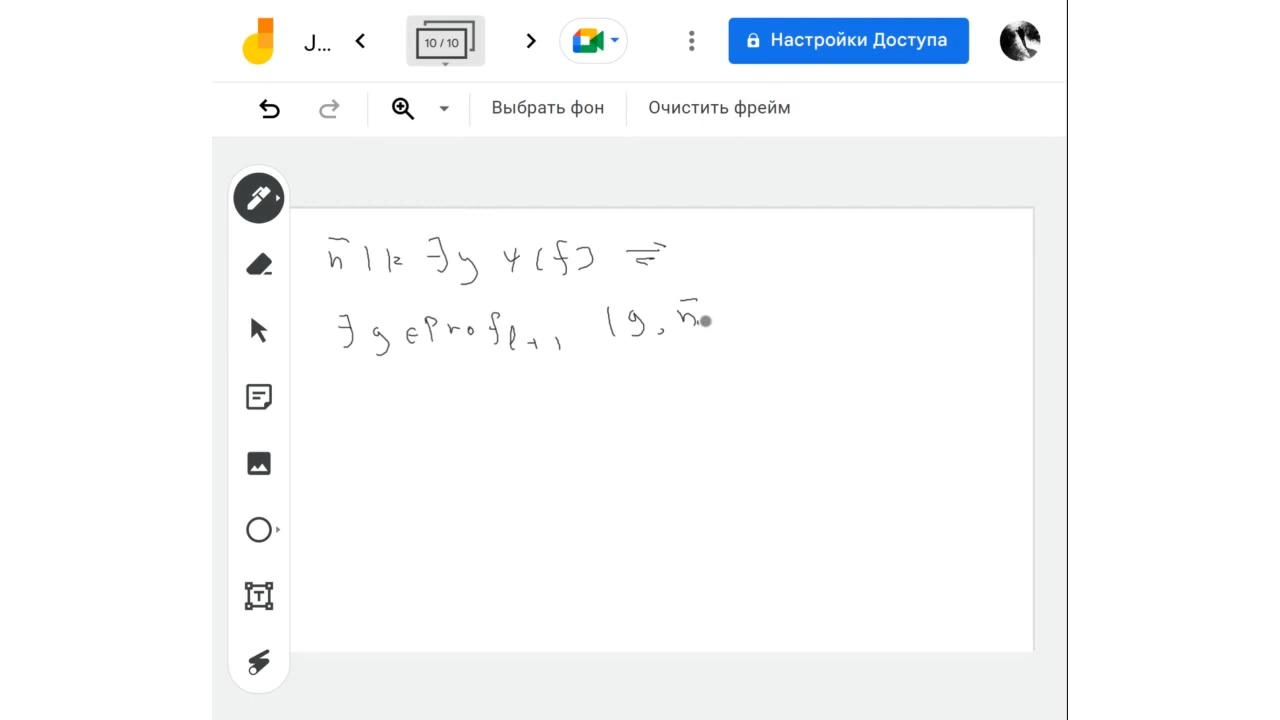 J...
10 / 10
Настройки Доступа
Выбрать фон
Очистить фрейм
n̄ ⊩ ∃y ψ(f) ⇌
∃ g ∈ Prof_{l+1} (g, n̄